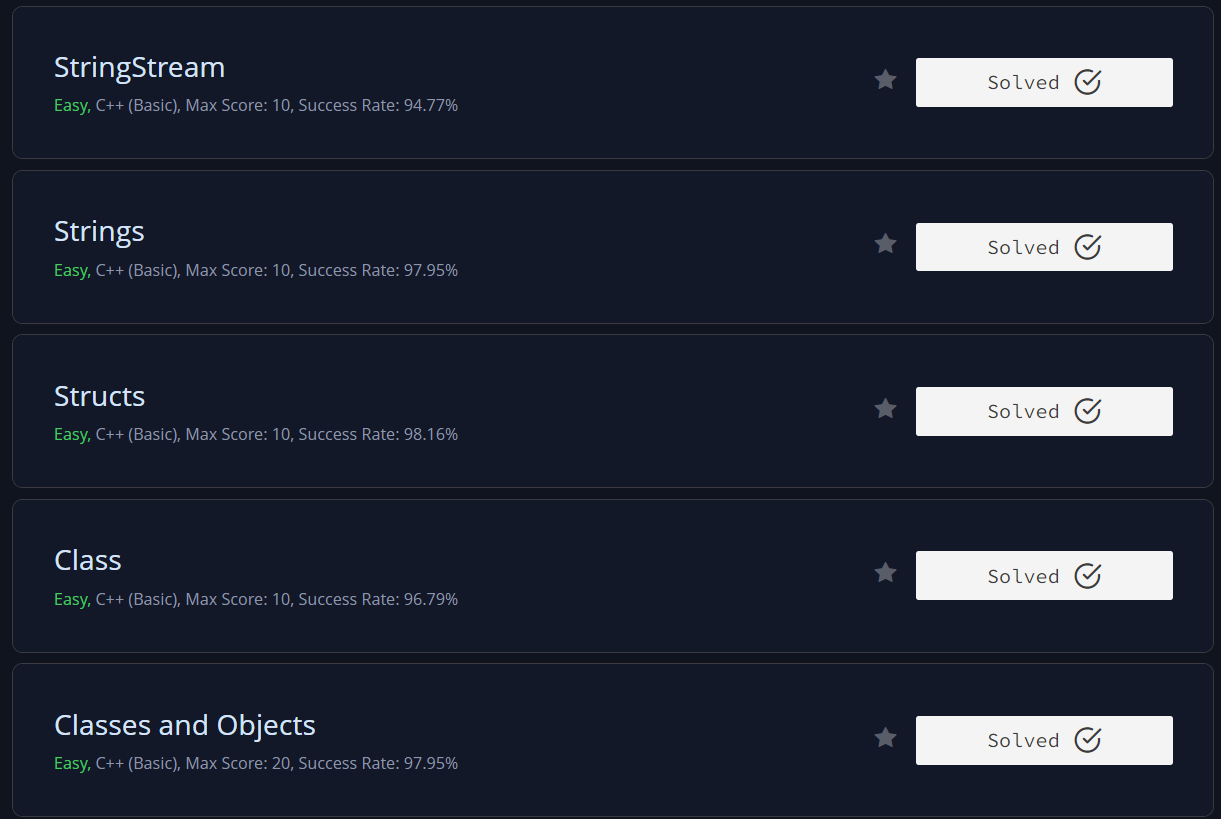 StringStream
Easy, C++ (Basic), Max Score: 10, Success Rate: 94.77%
Solved
Strings
Easy, C++ (Basic), Max Score: 10, Success Rate: 97.95%
Solved
Structs
Easy, C++ (Basic), Max Score: 10, Success Rate: 98.16%
Solved
Class
Easy, C++ (Basic), Max Score: 10, Success Rate: 96.79%
Solved
Classes and Objects
Easy, C++ (Basic), Max Score: 20, Success Rate: 97.95%
Solved